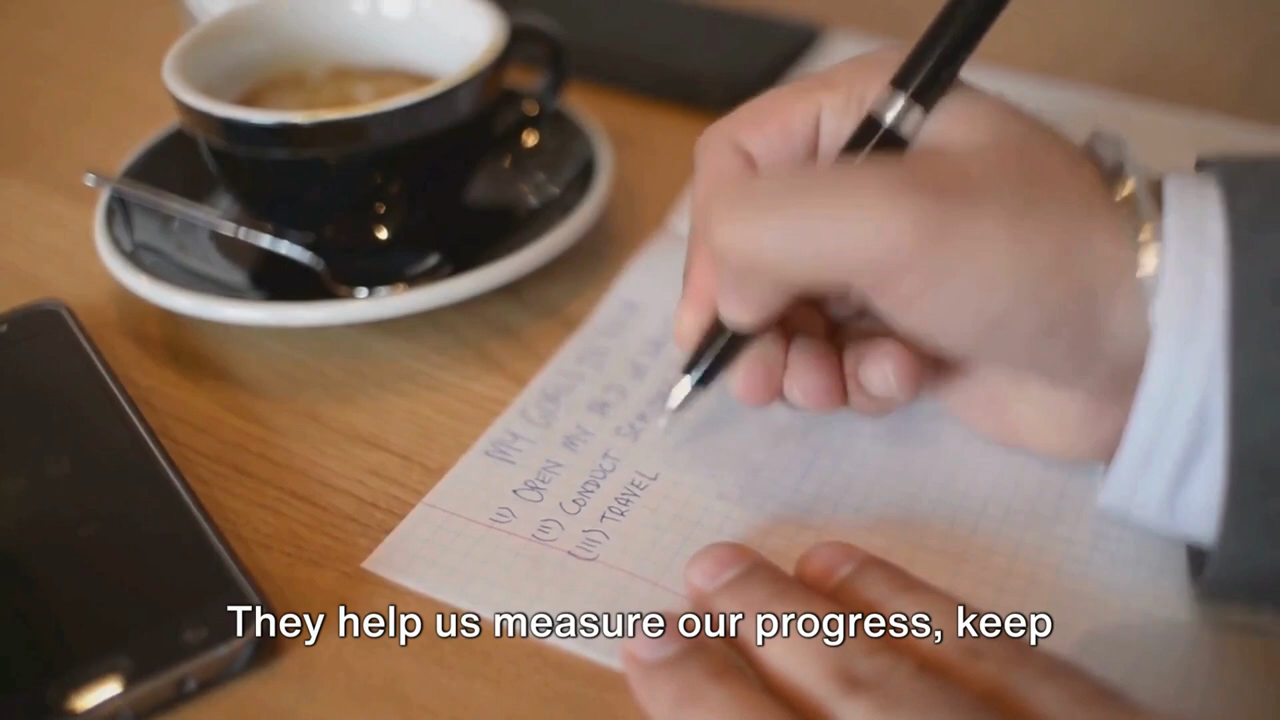 MY GOALS
(I) OPEN MY
(II) CONDUCT
(III) TRAVEL
They help us measure our progress, keep